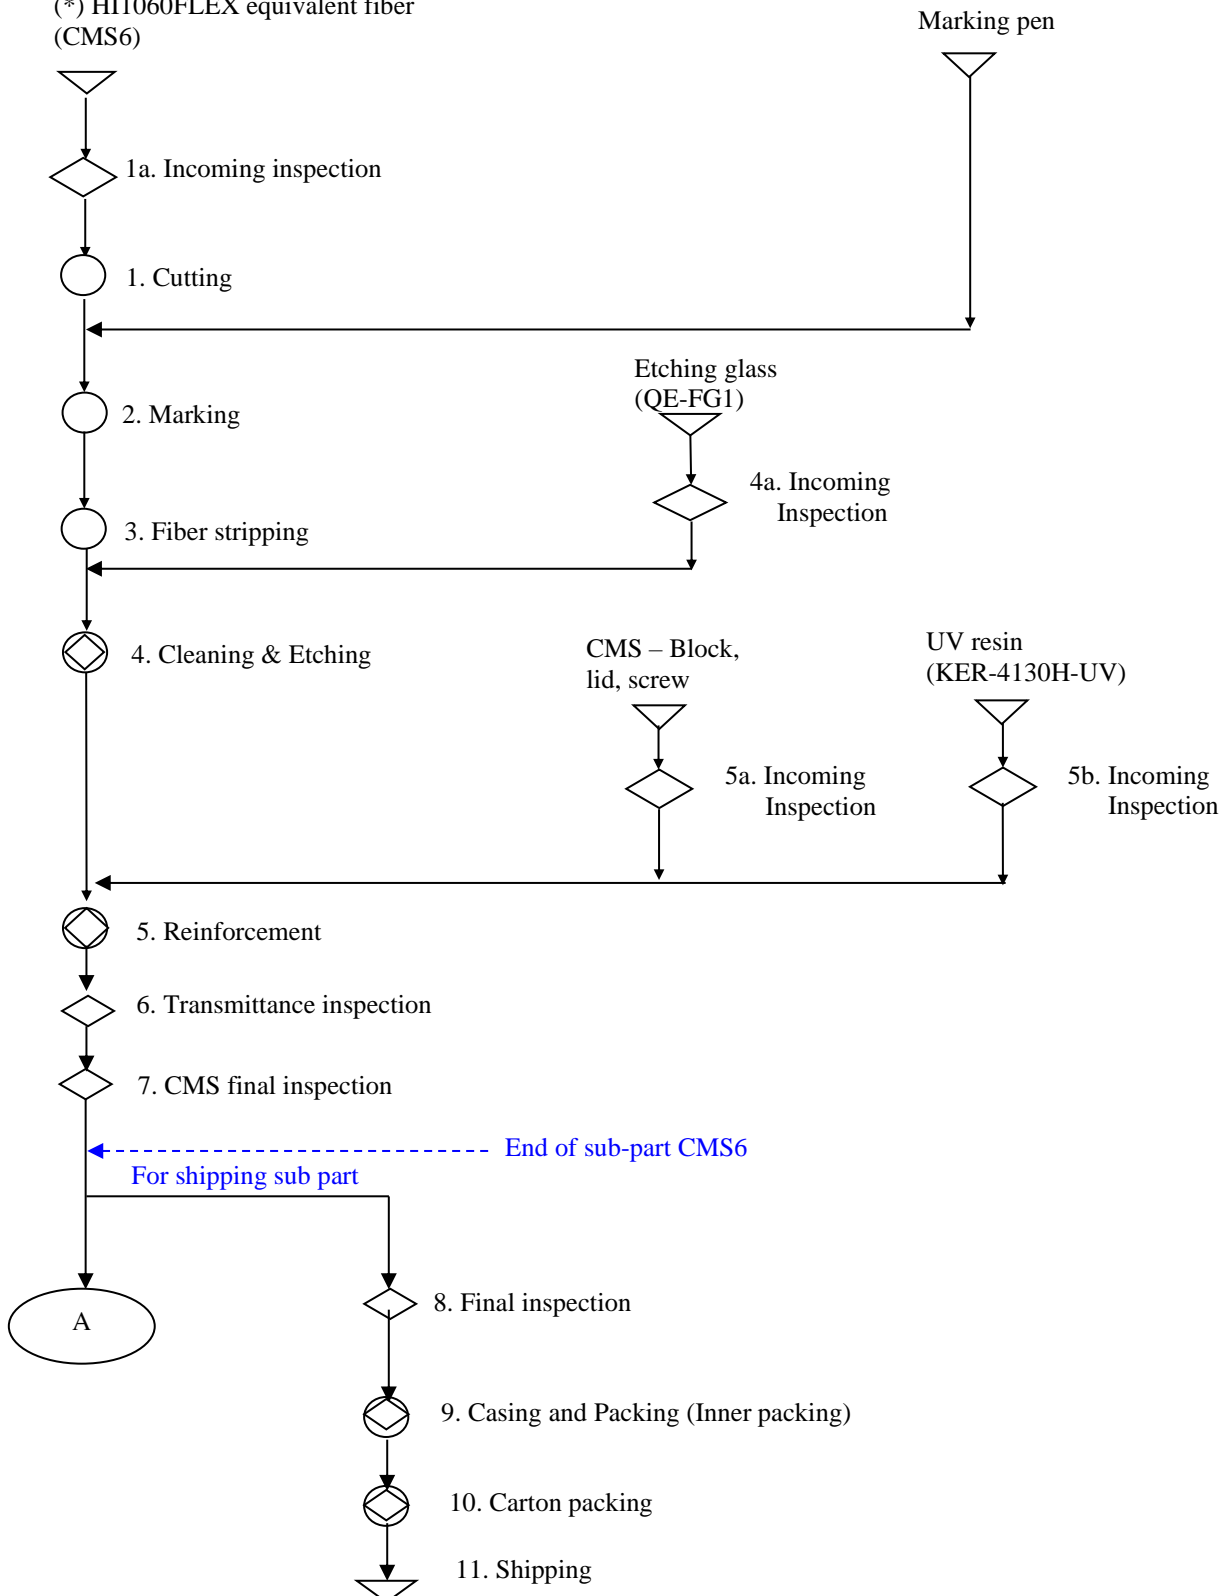 (*) HI1060FLEX equivalent fiber
(CMS6)
Marking pen
1a. Incoming inspection
1. Cutting
Etching glass
(QE-FG1)
2. Marking
4a. Incoming
Inspection
3. Fiber stripping
4. Cleaning & Etching
CMS – Block,
lid, screw
UV resin
(KER-4130H-UV)
5a. Incoming
Inspection
5b. Incoming
Inspection
5. Reinforcement
6. Transmittance inspection
7. CMS final inspection
End of sub-part CMS6
For shipping sub part
A
8. Final inspection
9. Casing and Packing (Inner packing)
10. Carton packing
11. Shipping